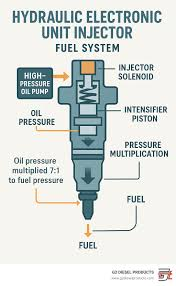 HYDRAULIC ELECTRONIC
UNIT INJECTOR
FUEL SYSTEM
HIGH-
PRESSURE
OIL PUMP
INJECTOR
SOLENOID
OIL
PRESSURE
INTENSIFIER
PISTON
PRESSURE
MULTIPLICATION
Oil pressure
multiplied 7:1
to fuel pressure
FUEL
FUEL
GZ DIESEL PRODUCTS